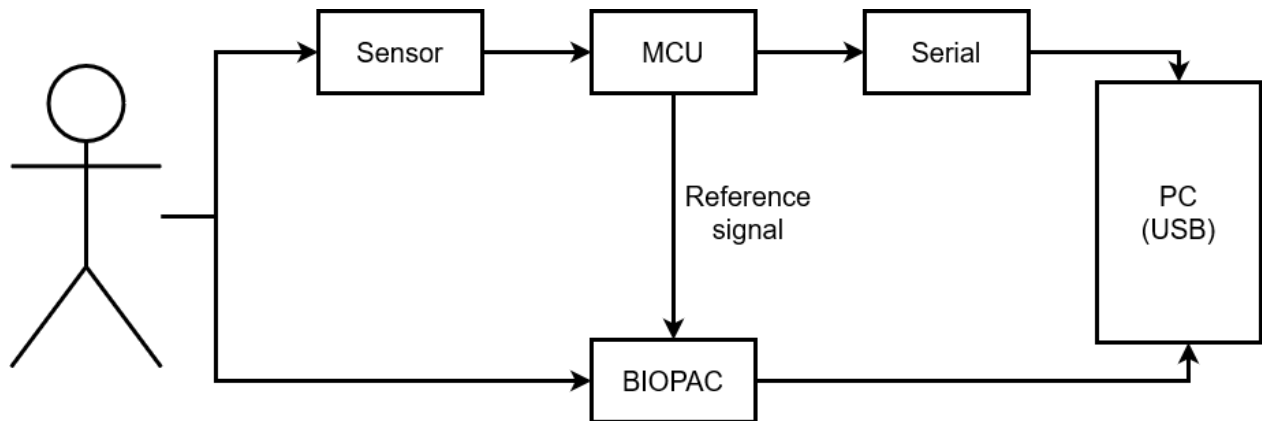 Sensor
MCU
Serial
Reference
signal
PC
(USB)
BIOPAC